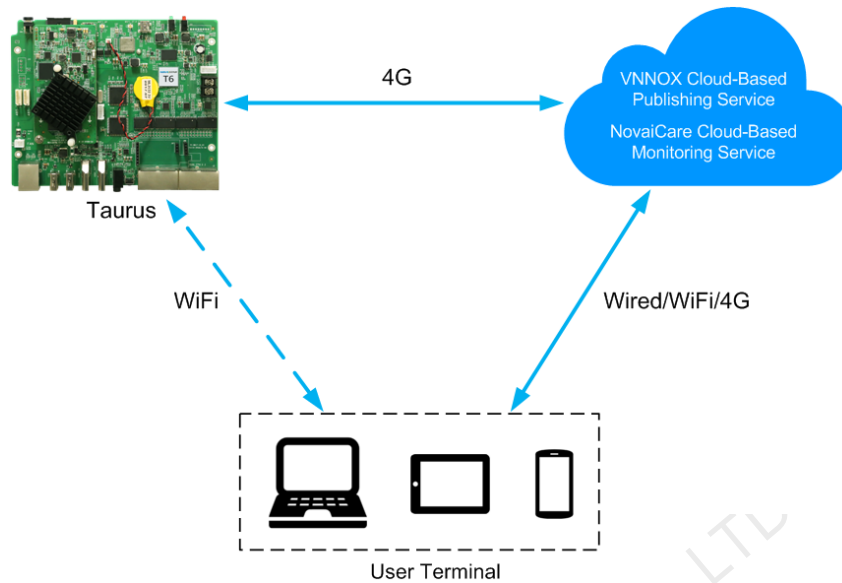 T6
4G
VNNOX Cloud-Based
Publishing Service
NovaiCare Cloud-Based
Monitoring Service
Taurus
WiFi
Wired/WiFi/4G
User Terminal
LTD